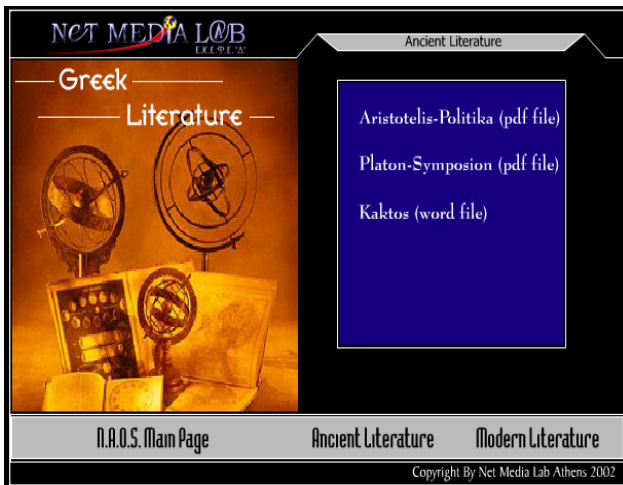 NET MEDIA L@B
Ε.Κ.Ε.Φ.Ε."Δ"
Ancient Literature
Greek
Literature
Aristotelis-Politika (pdf file)
Platon-Symposion (pdf file)
Kaktos (word file)
N.A.O.S. Main Page
Ancient Literature
Modern Literature
Copyright By Net Media Lab Athens 2002